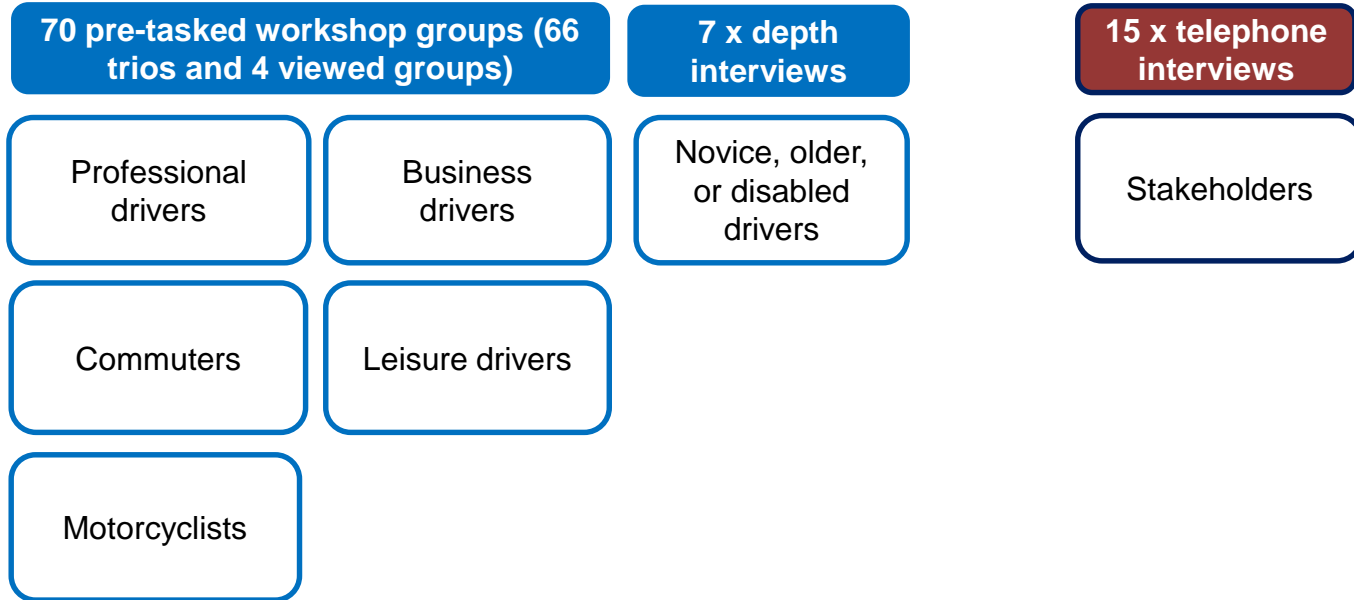 70 pre-tasked workshop groups (66
trios and 4 viewed groups)
7 x depth
interviews
15 x telephone
interviews
Professional
drivers
Business
drivers
Novice, older,
or disabled
drivers
Stakeholders
Commuters
Leisure drivers
Motorcyclists